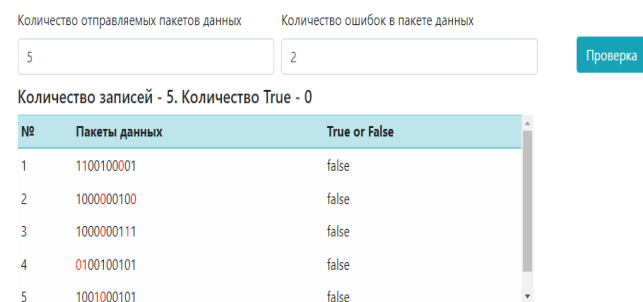 Количество отправляемых пакетов данных Количество ошибок в пакете данных
5 2 Проверка
Количество записей - 5. Количество True - 0
№ Пакеты данных True or False
1 1100100001 false
2 1000000100 false
3 1000000111 false
4 0100100101 false
5 1001000101 false